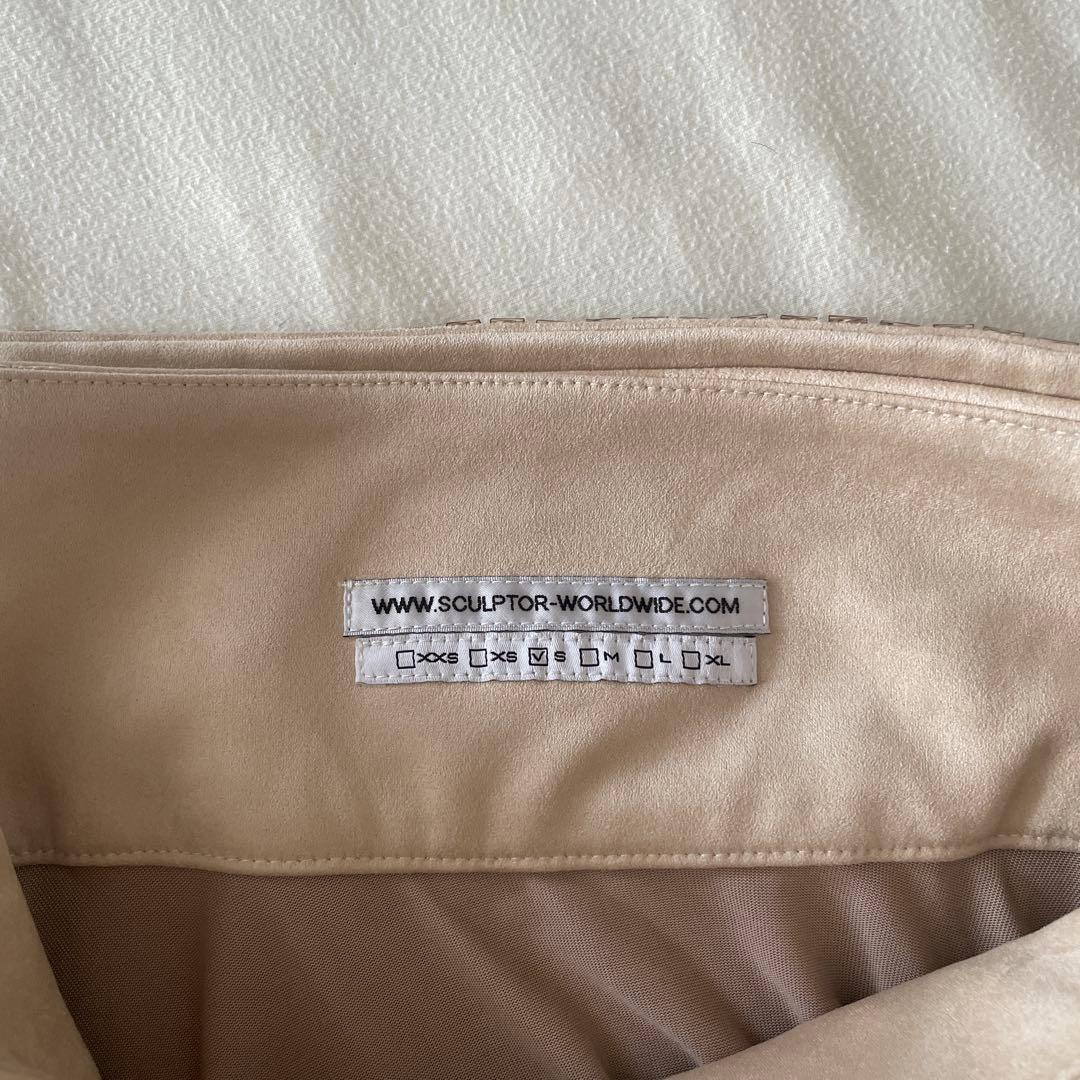 WWW.SCULPTOR-WORLDWIDE.COM
☐XXS ☐XS ☑S ☐M ☐L ☐XL